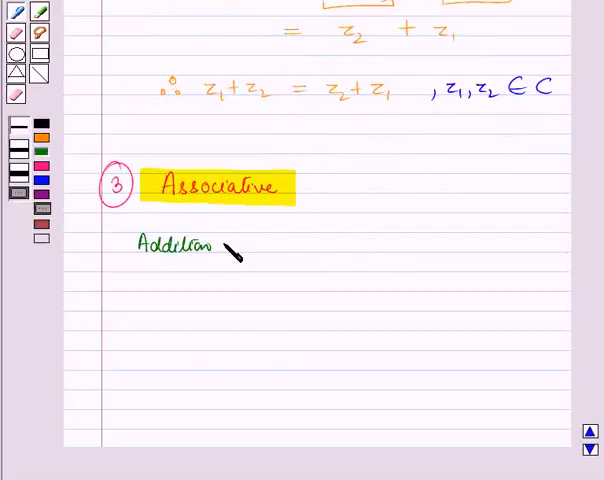 = z₂ + z₁
∴ z₁ + z₂ = z₂ + z₁ , z₁, z₂ ∈ C
③ Associative
Addition